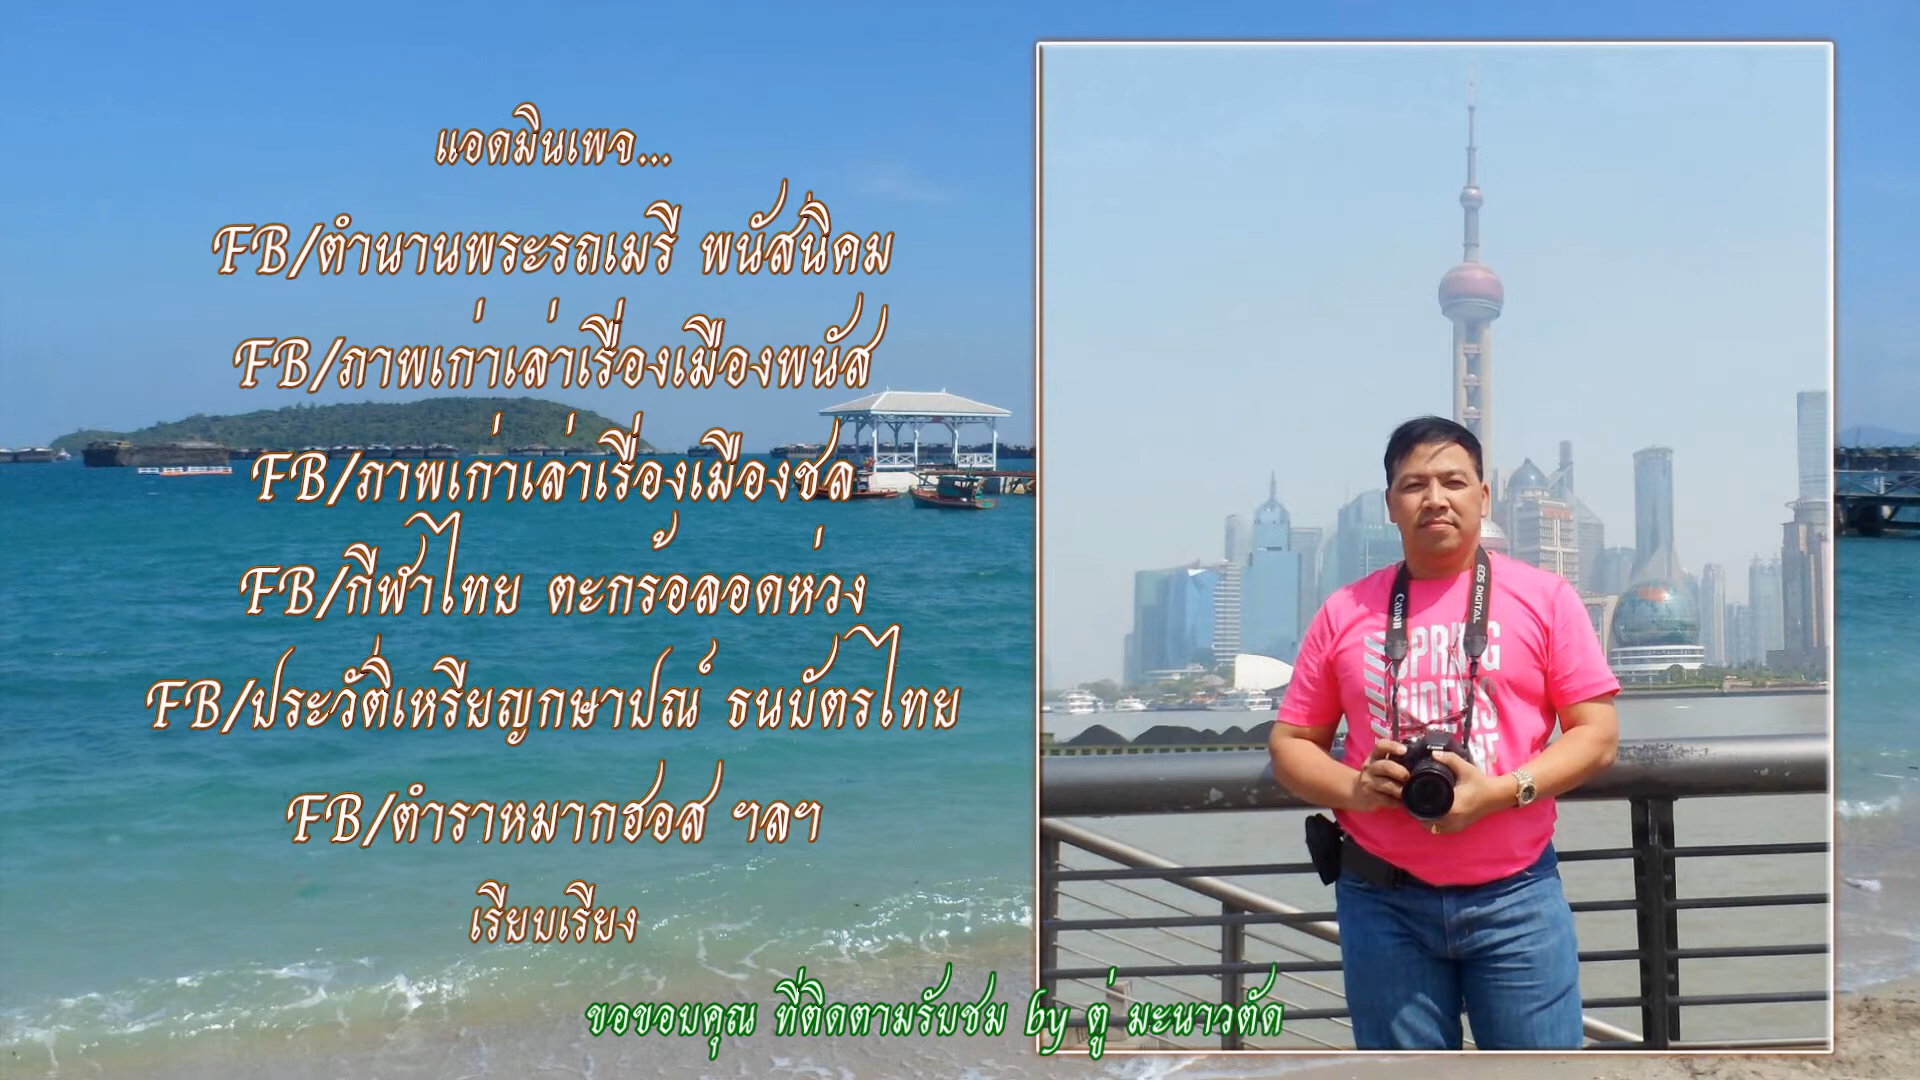 แอดมินเพจ...
FB/ตำนานพระรถเมรี พนัสนิคม
FB/ภาพเก่าเล่าเรื่องเมืองพนัส
FB/ภาพเก่าเล่าเรื่องเมืองชล
FB/กีฬาไทย ตะกร้อลอดห่วง
FB/ประวัติเหรียญกษาปณ์ ธนบัตรไทย
FB/ตำราหมากฮอส ฯลฯ
เรียบเรียง
ขอขอบคุณ ที่ติดตามรับชม by ตู่ มะนาวตัด
Canon
EOS DIGITAL
SPRING
RIDERS
Canon